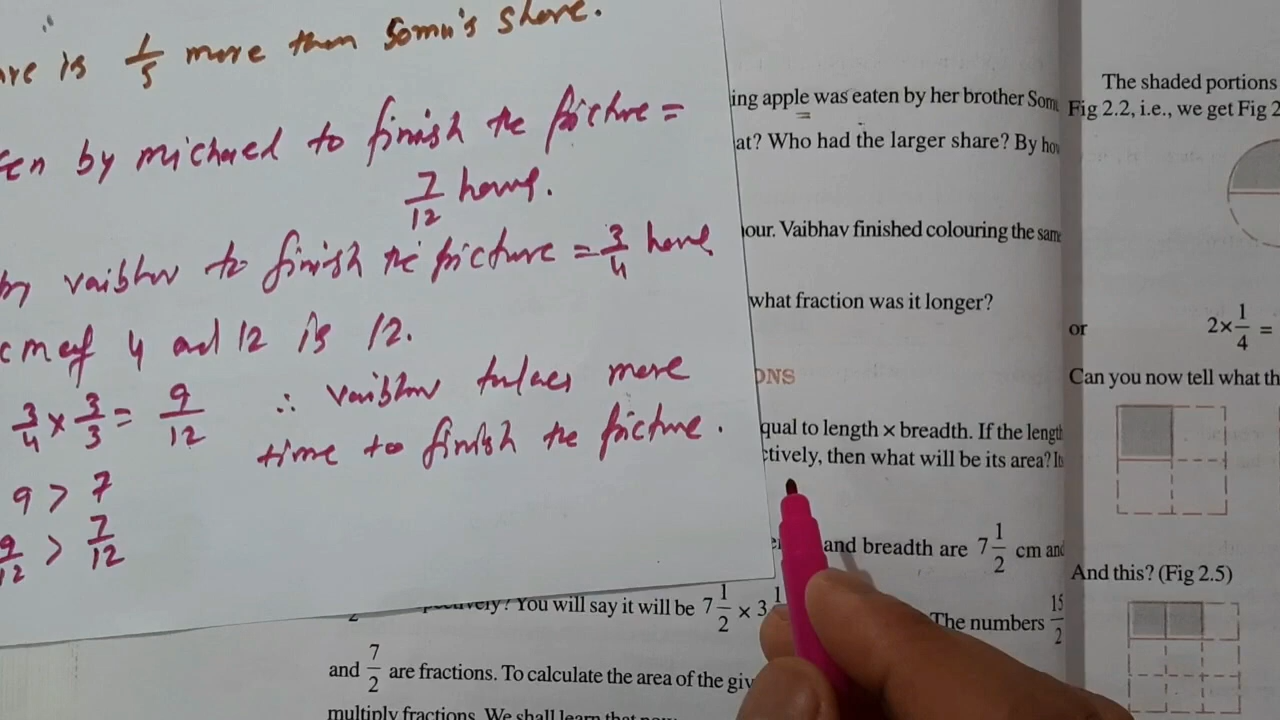 are is 1/5 more than Somu's share.
ken by michael to finish the picture =
7/12 hours.
by vaibhav to finish the picture = 3/4 hours
cm of 4 and 12 is 12.
3/4 × 3/3 = 9/12 ∴ vaibhav takes more
time to finish the picture.
9 > 7
9/12 > 7/12
ing apple was eaten by her brother Som
at? Who had the larger share? By how
our. Vaibhav finished colouring the same
what fraction was it longer?
ONS
qual to length × breadth. If the length
ctively, then what will be its area? It
and breadth are 7 1/2 cm and
You will say it will be 7 1/2 × 3 1
The numbers 15/2
and 7/2 are fractions. To calculate the area of the giv
multiply fractions. We shall learn that now.
The shaded portions
Fig 2.2, i.e., we get Fig 2
or 2× 1/4 =
Can you now tell what th
And this? (Fig 2.5)